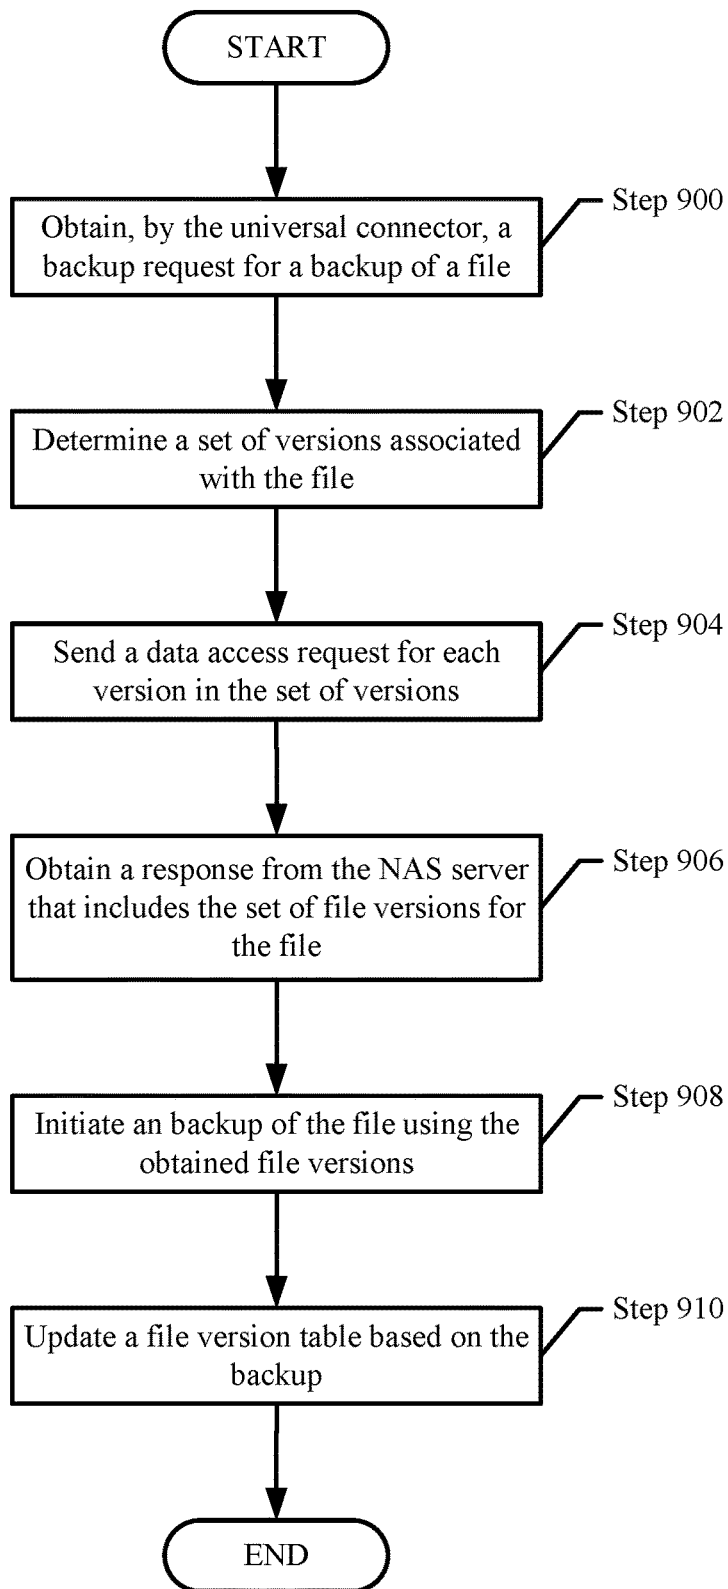 START
Step 900
Obtain, by the universal connector, a
backup request for a backup of a file
Step 902
Determine a set of versions associated
with the file
Step 904
Send a data access request for each
version in the set of versions
Step 906
Obtain a response from the NAS server
that includes the set of file versions for
the file
Step 908
Initiate an backup of the file using the
obtained file versions
Step 910
Update a file version table based on the
backup
END